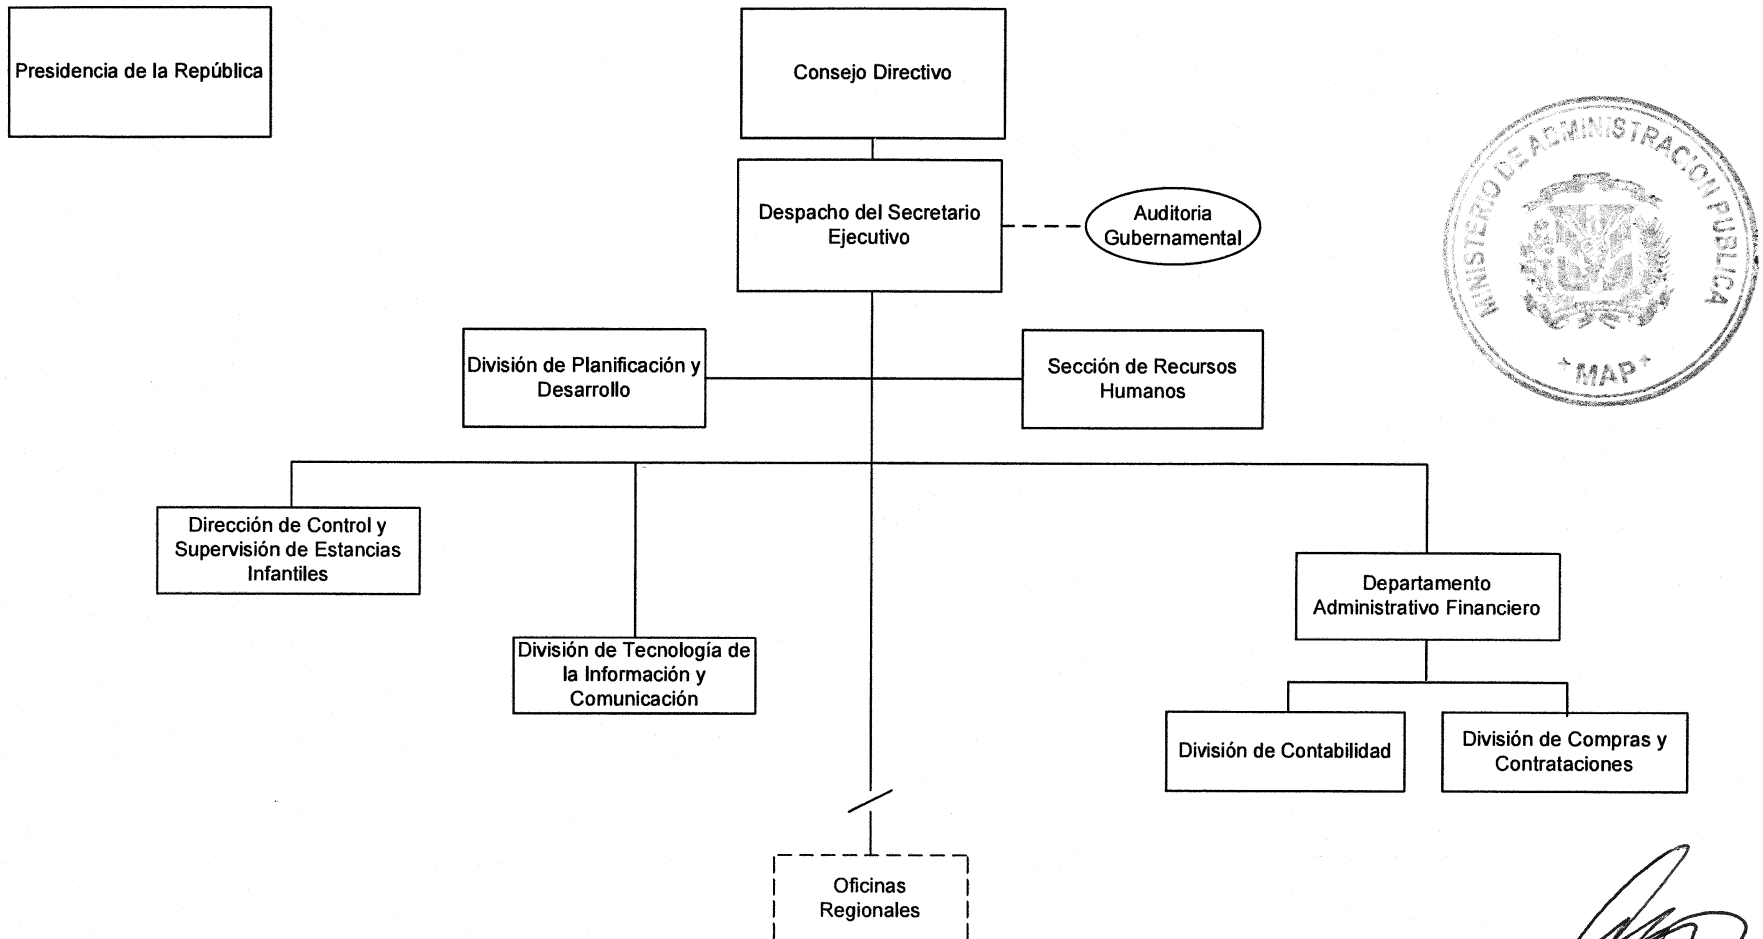 Presidencia de la República
Consejo Directivo
Despacho del Secretario
Ejecutivo
Auditoria
Gubernamental
MINISTERIO DE ADMINISTRACION PUBLICA
MAP
División de Planificación y
Desarrollo
Sección de Recursos
Humanos
Dirección de Control y
Supervisión de Estancias
Infantiles
Departamento
Administrativo Financiero
División de Tecnología de
la Información y
Comunicación
División de Contabilidad
División de Compras y
Contrataciones
Oficinas
Regionales